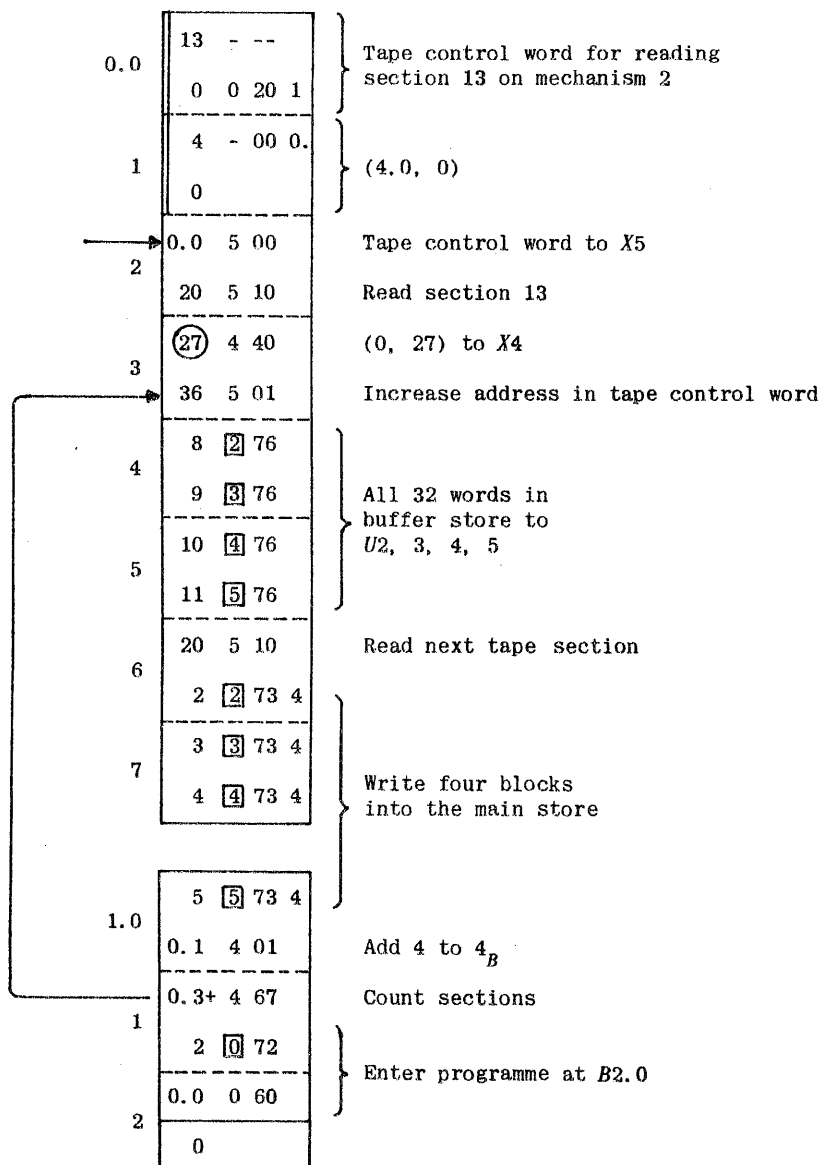 0.0
13 - --
0 0 20 1
Tape control word for reading
section 13 on mechanism 2
1
4 - 00 0.
0
(4.0, 0)
2
0.0 5 00
Tape control word to X5
20 5 10
Read section 13
3
27 4 40
(0, 27) to X4
36 5 01
Increase address in tape control word
4
8 2 76
9 3 76
5
10 4 76
11 5 76
All 32 words in
buffer store to
U2, 3, 4, 5
6
20 5 10
Read next tape section
2 2 73 4
7
3 3 73 4
4 4 73 4
Write four blocks
into the main store
1.0
5 5 73 4
0.1 4 01
Add 4 to 4B
1
0.3+ 4 67
Count sections
2 0 72
2
0.0 0 60
Enter programme at B2.0
0